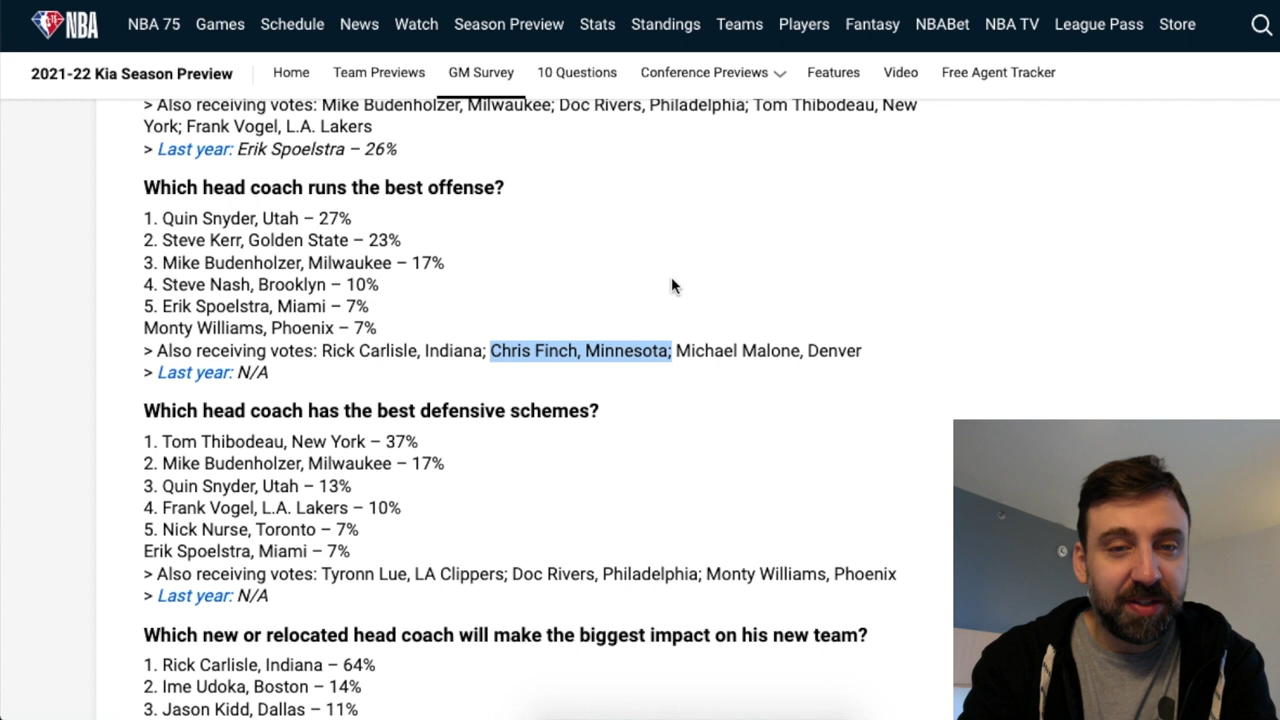 NBA
NBA 75 Games Schedule News Watch Season Preview Stats Standings Teams Players Fantasy NBABet NBA TV League Pass Store
2021-22 Kia Season Preview Home Team Previews GM Survey 10 Questions Conference Previews Features Video Free Agent Tracker
> Also receiving votes: Mike Budenholzer, Milwaukee; Doc Rivers, Philadelphia; Tom Thibodeau, New
York; Frank Vogel, L.A. Lakers
> Last year: Erik Spoelstra – 26%
Which head coach runs the best offense?
1. Quin Snyder, Utah – 27%
2. Steve Kerr, Golden State – 23%
3. Mike Budenholzer, Milwaukee – 17%
4. Steve Nash, Brooklyn – 10%
5. Erik Spoelstra, Miami – 7%
Monty Williams, Phoenix – 7%
> Also receiving votes: Rick Carlisle, Indiana; Chris Finch, Minnesota; Michael Malone, Denver
> Last year: N/A
Which head coach has the best defensive schemes?
1. Tom Thibodeau, New York – 37%
2. Mike Budenholzer, Milwaukee – 17%
3. Quin Snyder, Utah – 13%
4. Frank Vogel, L.A. Lakers – 10%
5. Nick Nurse, Toronto – 7%
Erik Spoelstra, Miami – 7%
> Also receiving votes: Tyronn Lue, LA Clippers; Doc Rivers, Philadelphia; Monty Williams, Phoenix
> Last year: N/A
Which new or relocated head coach will make the biggest impact on his new team?
1. Rick Carlisle, Indiana – 64%
2. Ime Udoka, Boston – 14%
3. Jason Kidd, Dallas – 11%